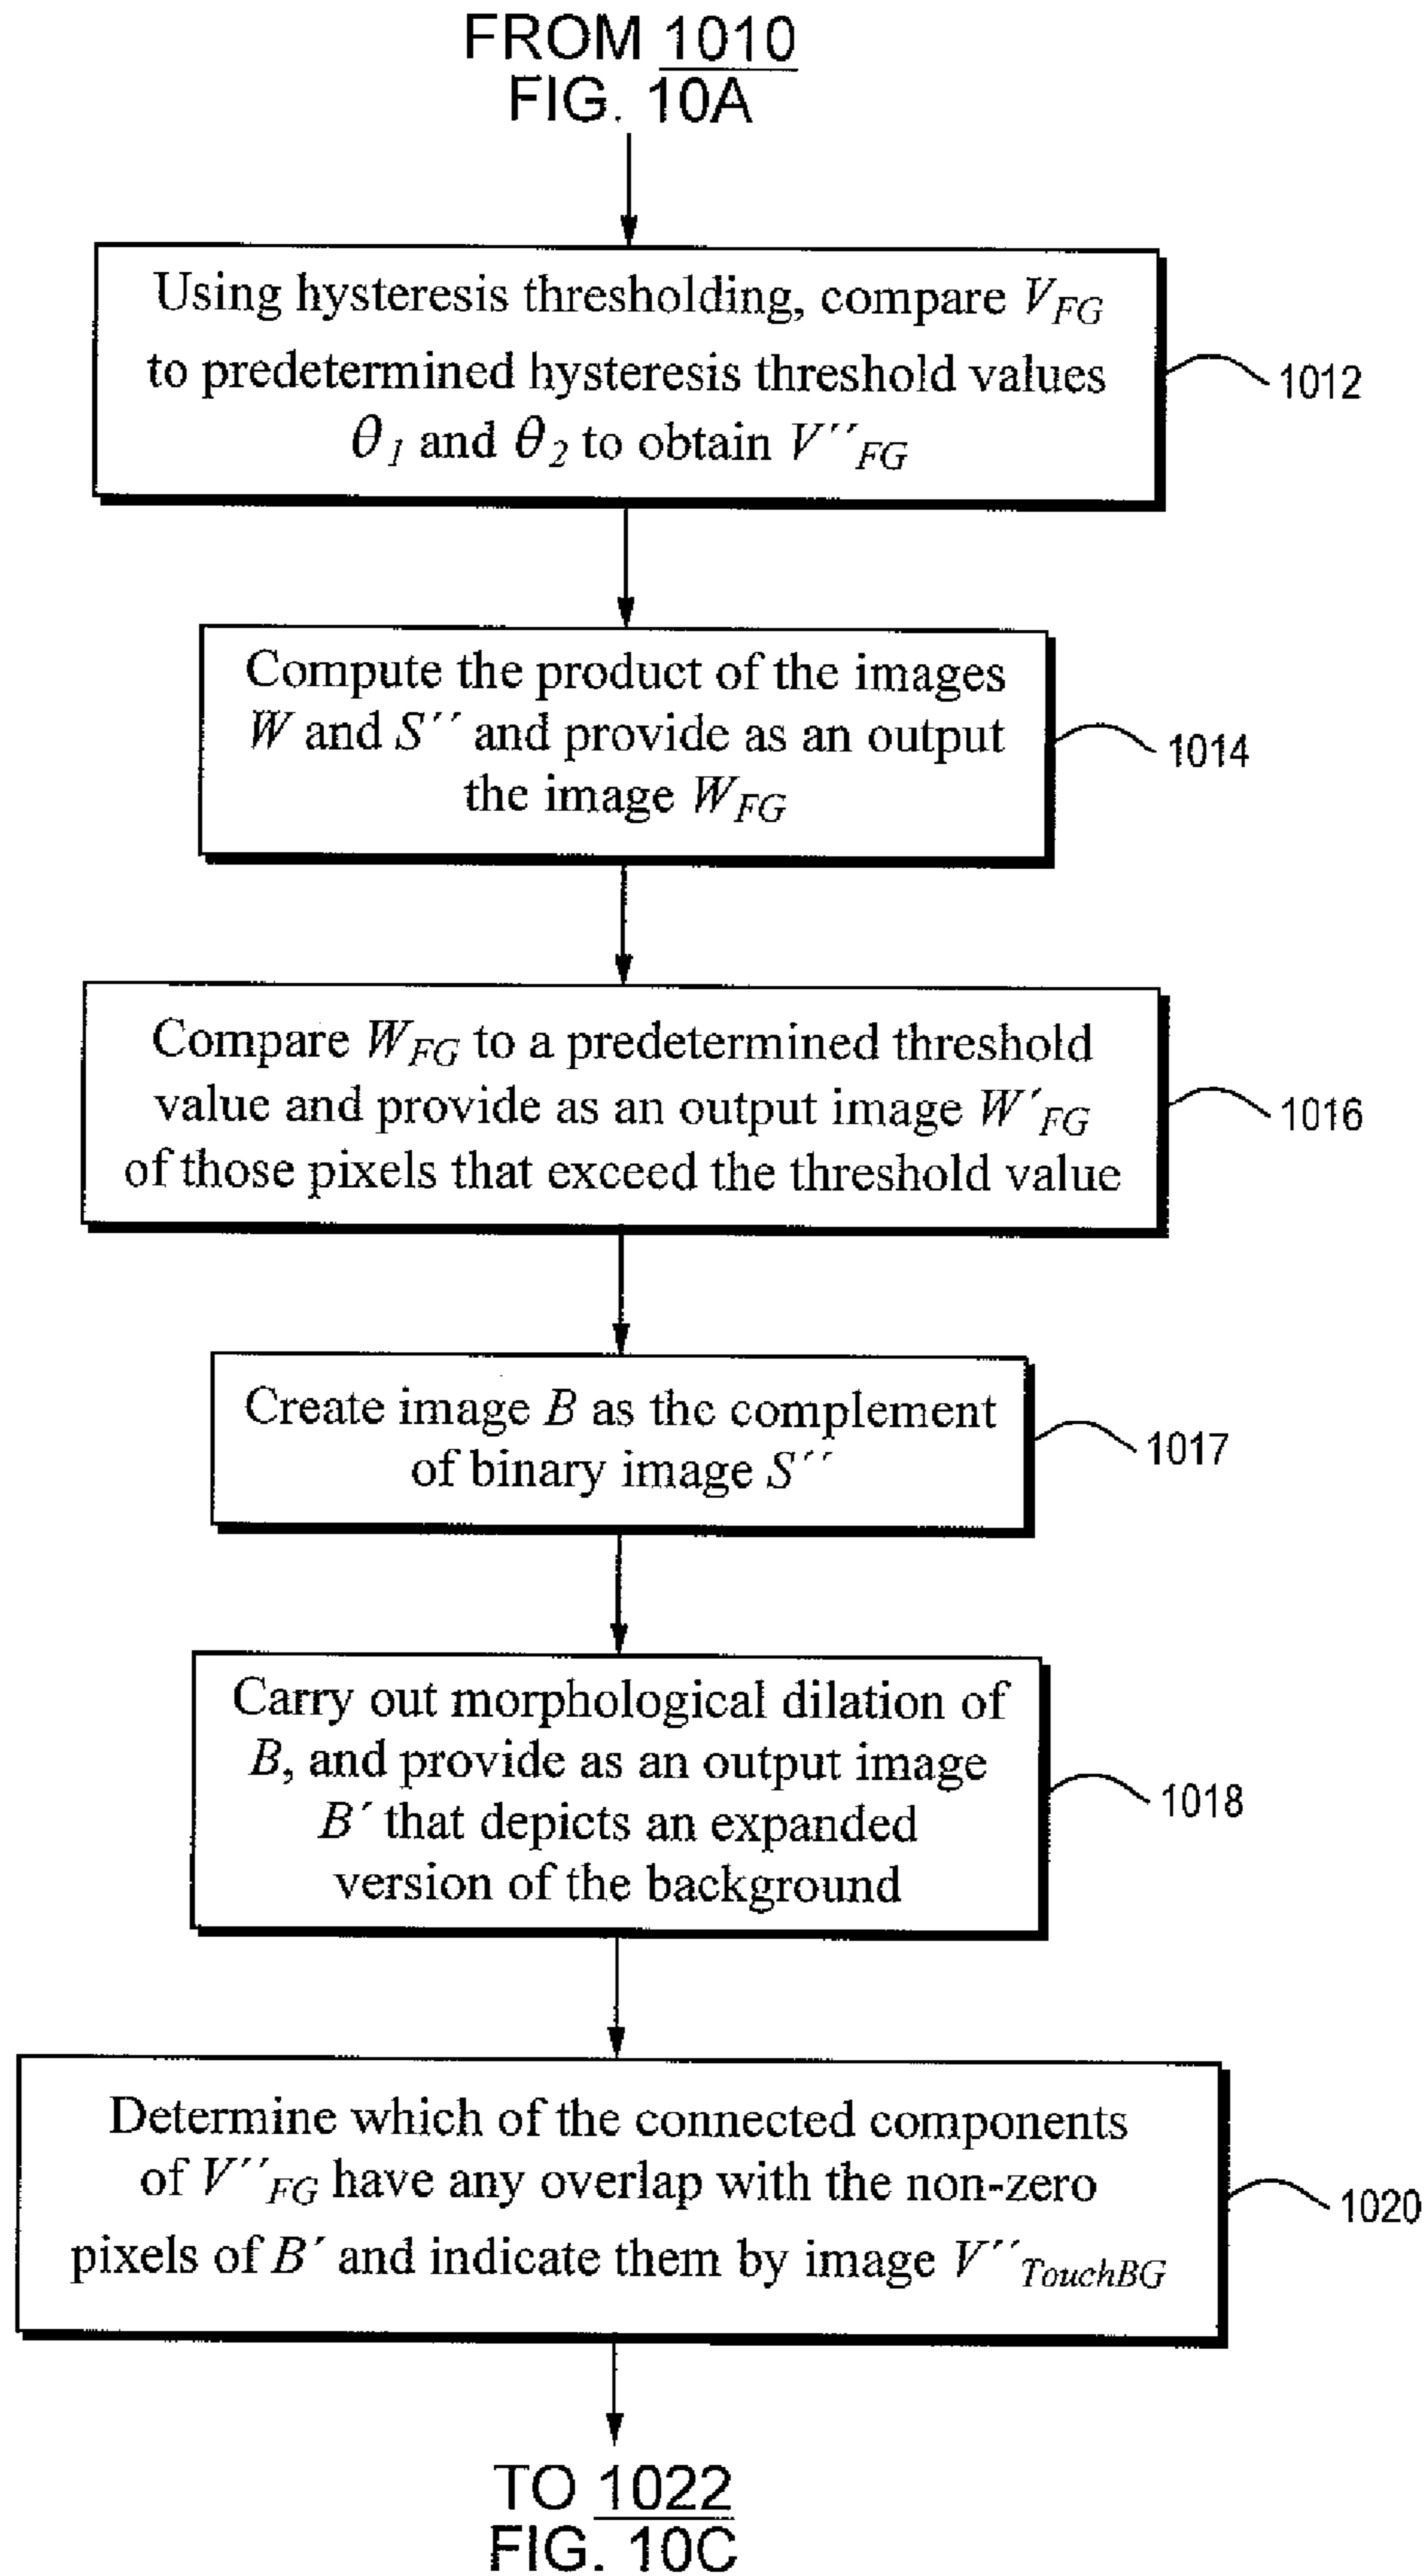 FROM 1010
FIG. 10A
Using hysteresis thresholding, compare V_FG
to predetermined hysteresis threshold values
θ_1 and θ_2 to obtain V´´_FG
1012
Compute the product of the images
W and S´´ and provide as an output
the image W_FG
1014
Compare W_FG to a predetermined threshold
value and provide as an output image W´_FG
of those pixels that exceed the threshold value
1016
Create image B as the complement
of binary image S´´
1017
Carry out morphological dilation of
B, and provide as an output image
B´ that depicts an expanded
version of the background
1018
Determine which of the connected components
of V´´_FG have any overlap with the non-zero
pixels of B´ and indicate them by image V´´_TouchBG
1020
TO 1022
FIG. 10C